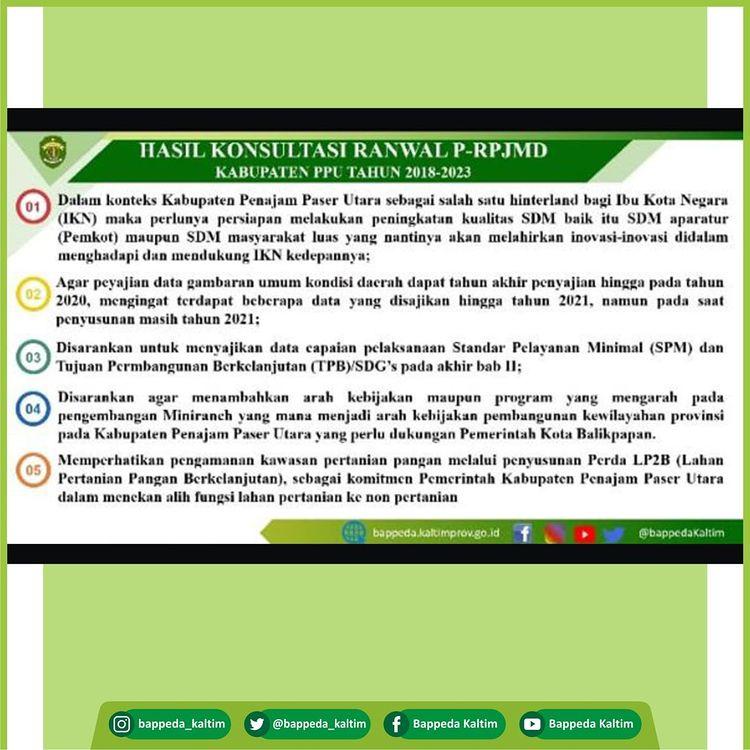 HASIL KONSULTASI RANWAL P-RPJMD
KABUPATEN PPU TAHUN 2018-2023
01 Dalam konteks Kabupaten Penajam Paser Utara sebagai salah satu hinterland bagi Ibu Kota Negara
(IKN) maka perlunya persiapan melakukan peningkatan kualitas SDM baik itu SDM aparatur
(Pemkot) maupun SDM masyarakat luas yang nantinya akan melahirkan inovasi-inovasi didalam
menghadapi dan mendukung IKN kedepannya;
02 Agar peyajian data gambaran umum kondisi daerah dapat tahun akhir penyajian hingga pada tahun
2020, mengingat terdapat beberapa data yang disajikan hingga tahun 2021, namun pada saat
penyusunan masih tahun 2021;
03 Disarankan untuk menyajikan data capaian pelaksanaan Standar Pelayanan Minimal (SPM) dan
Tujuan Permbangunan Berkelanjutan (TPB)/SDG's pada akhir bab II;
04 Disarankan agar menambahkan arah kebijakan maupun program yang mengarah pada
pengembangan Miniranch yang mana menjadi arah kebijakan pembangunan kewilayahan provinsi
pada Kabupaten Penajam Paser Utara yang perlu dukungan Pemerintah Kota Balikpapan.
05 Memperhatikan pengamanan kawasan pertanian pangan melalui penyusunan Perda LP2B (Lahan
Pertanian Pangan Berkelanjutan), sebagai komitmen Pemerintah Kabupaten Penajam Paser Utara
dalam menekan alih fungsi lahan pertanian ke non pertanian
bappeda.kaltimprov.go.id @bappedaKaltim
bappeda_kaltim @bappeda_kaltim Bappeda Kaltim Bappeda Kaltim